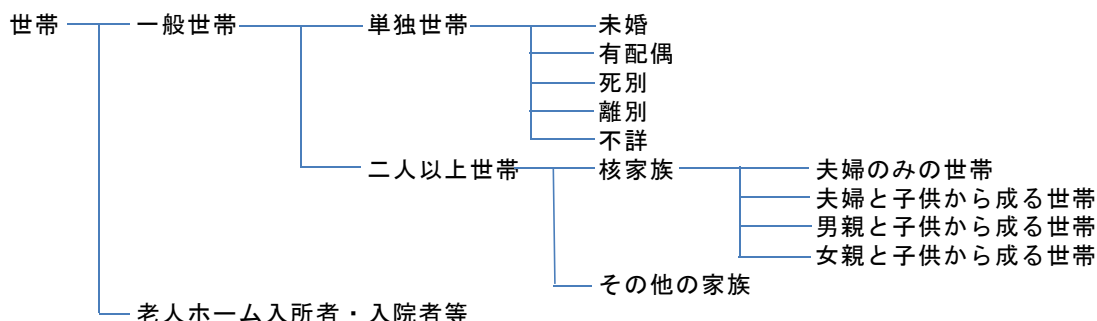 世帯 一般世帯 単独世帯 未婚
有配偶
死別
離別
不詳
二人以上世帯 核家族 夫婦のみの世帯
夫婦と子供から成る世帯
男親と子供から成る世帯
女親と子供から成る世帯
その他の家族
老人ホーム入所者・入院者等